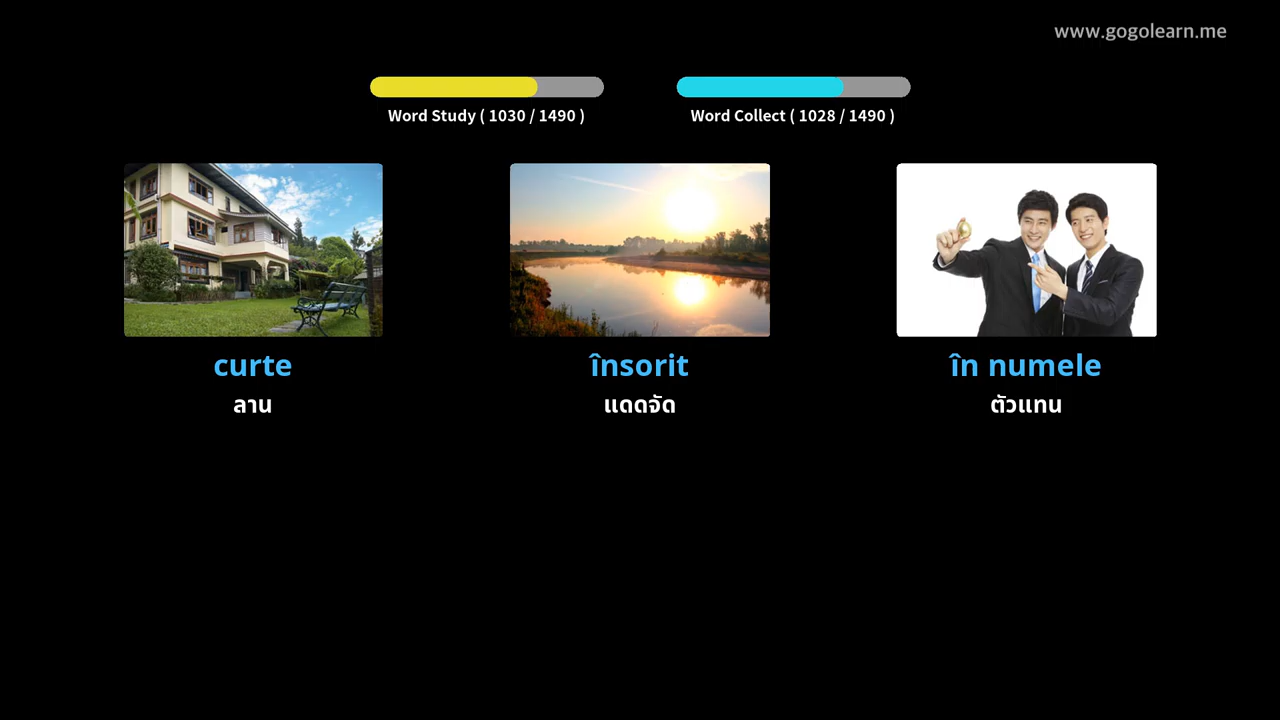 www.gogolearn.me
Word Study ( 1030 / 1490 )
Word Collect ( 1028 / 1490 )
curte
ลาน
însorit
แดดจัด
în numele
ตัวแทน